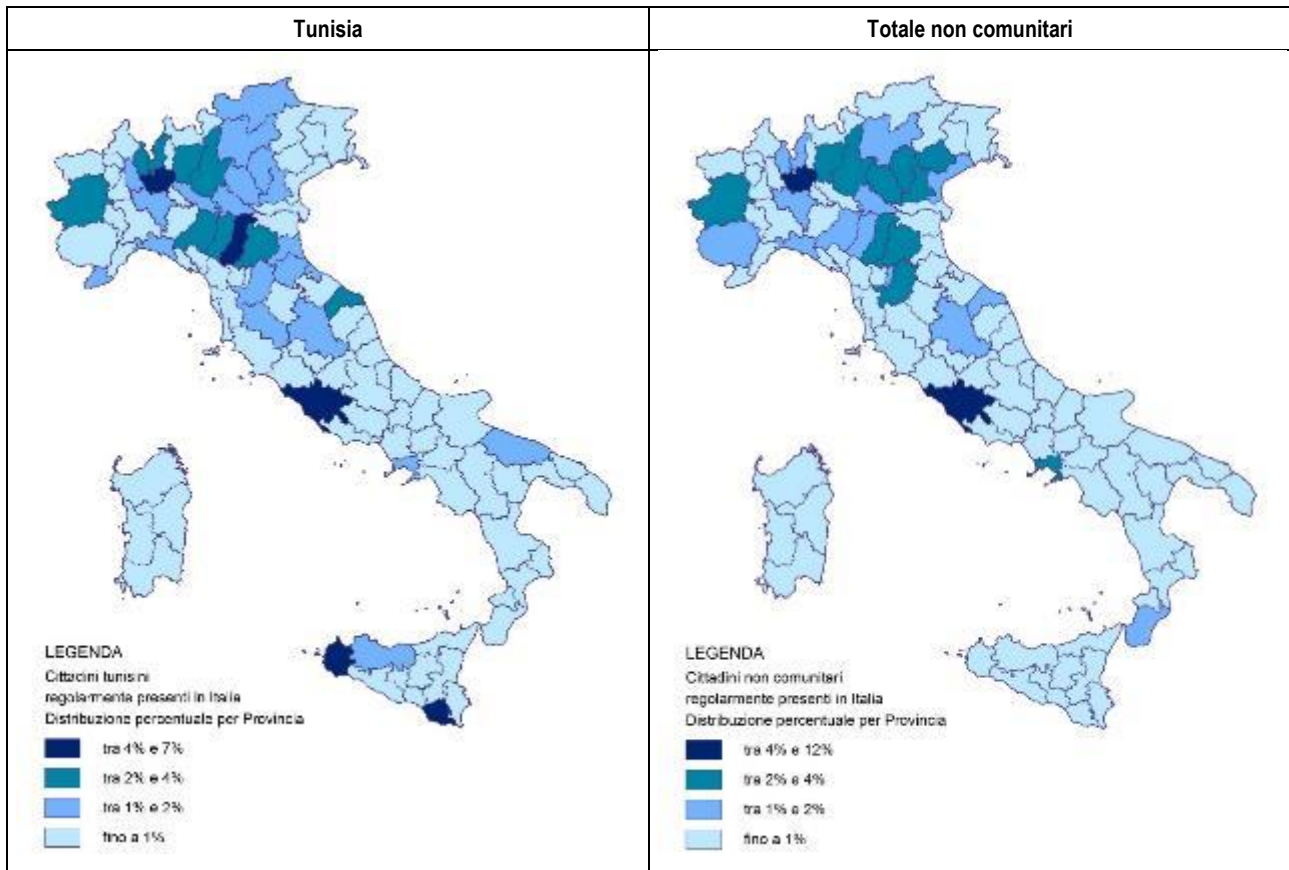 Tunisia
Totale non comunitari
LEGENDA
Cittadini tunisini
regolarmente presenti in Italia
Distribuzione percentuale per Provincia
tra 4% e 7%
tra 2% e 4%
tra 1% e 2%
fino a 1%
LEGENDA
Cittadini non comunitari
regolarmente presenti in Italia
Distribuzione percentuale per Provincia
tra 4% e 12%
tra 2% e 4%
tra 1% e 2%
fino a 1%